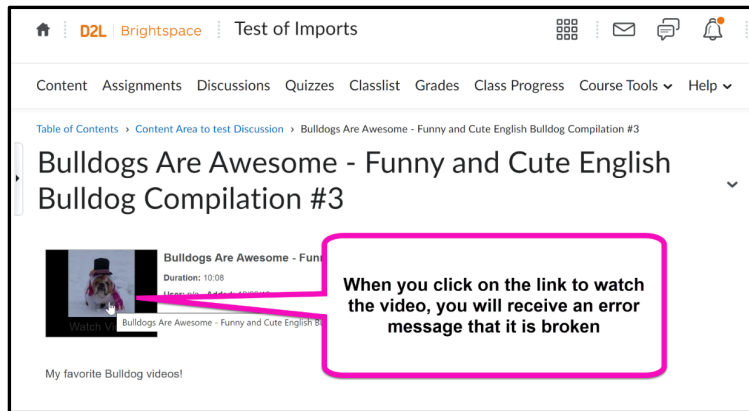 D2L Brightspace Test of Imports
Content Assignments Discussions Quizzes Classlist Grades Class Progress Course Tools Help
Table of Contents › Content Area to test Discussion › Bulldogs Are Awesome - Funny and Cute English Bulldog Compilation #3
Bulldogs Are Awesome - Funny and Cute English
Bulldog Compilation #3
Bulldogs Are Awesome - Fun
Duration: 10:08
Watch
Bulldogs Are Awesome - Funny and Cute English
When you click on the link to watch
the video, you will receive an error
message that it is broken
My favorite Bulldog videos!